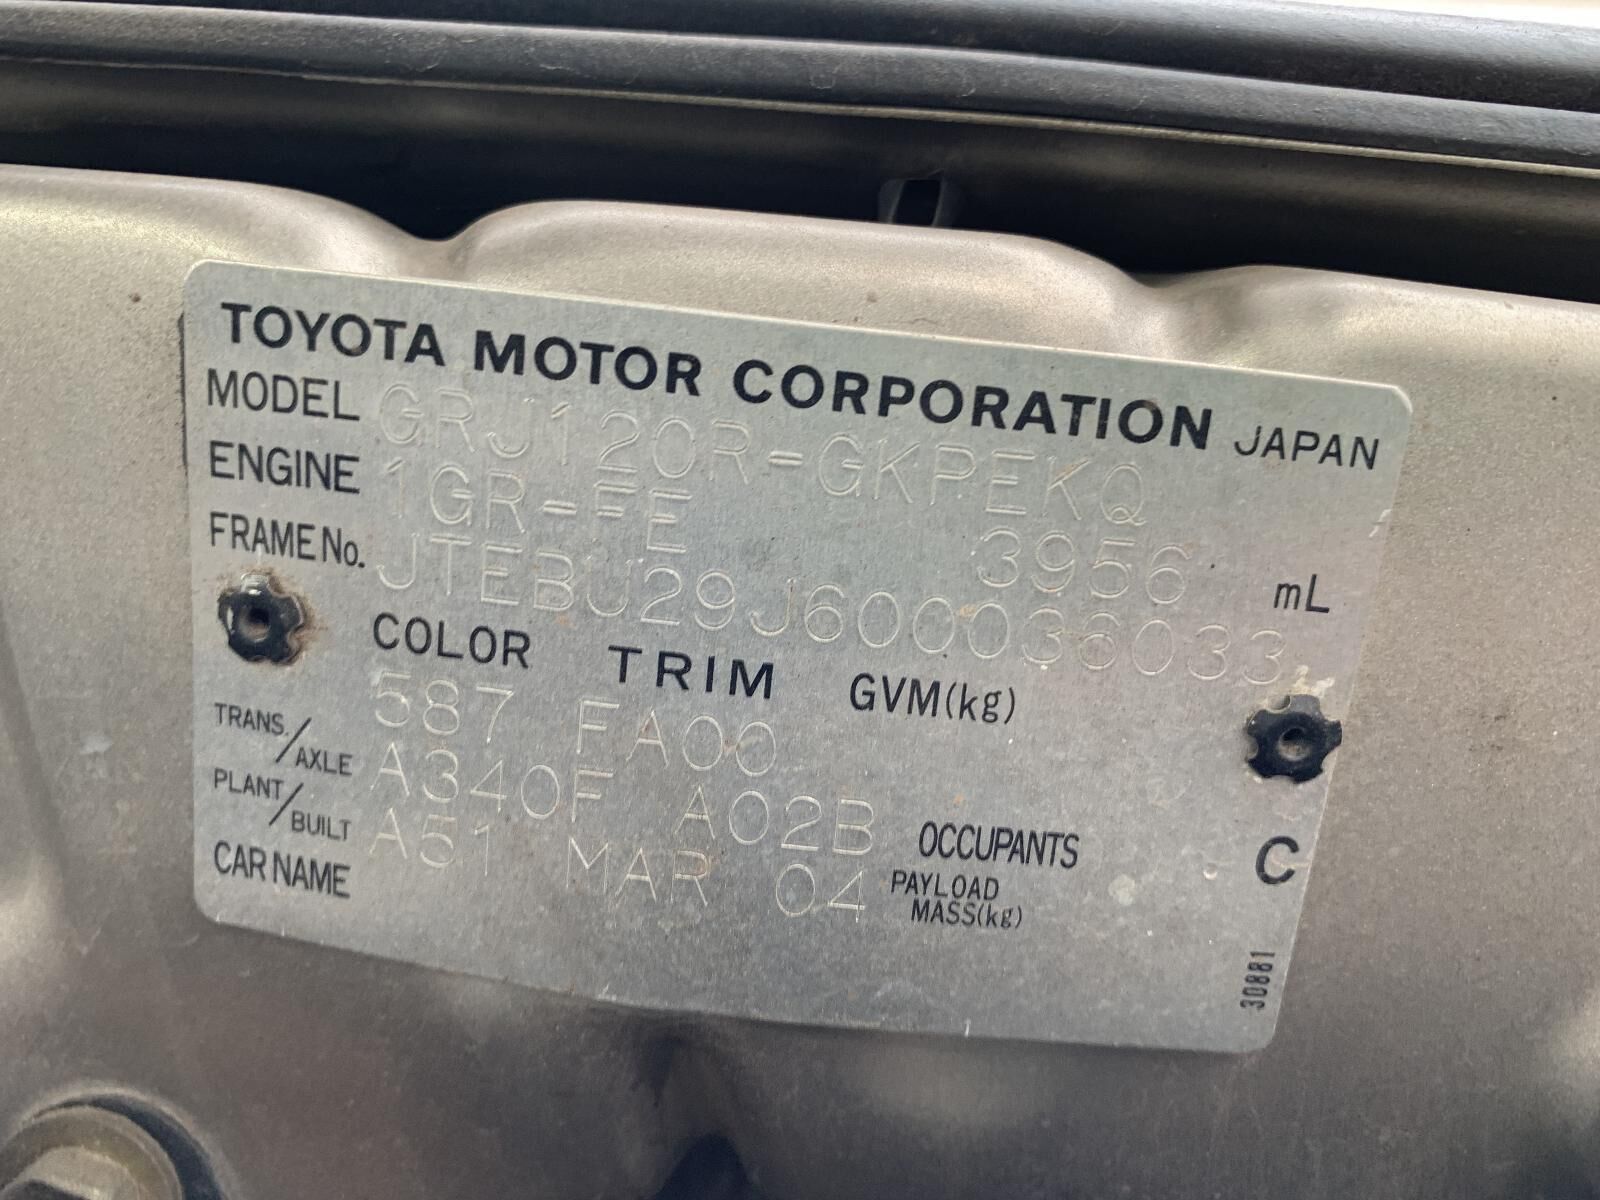 TOYOTA MOTOR CORPORATION JAPAN
MODEL GRJ120R-GKPEKQ
ENGINE 1GR-FE 3956 mL
FRAME No. JTEBU29J600036033
COLOR TRIM GVM(kg)
587 FA00
TRANS./AXLE A340F A02B
PLANT/BUILT A51 MAR 04
OCCUPANTS C
CAR NAME
PAYLOAD
MASS(kg)
30881